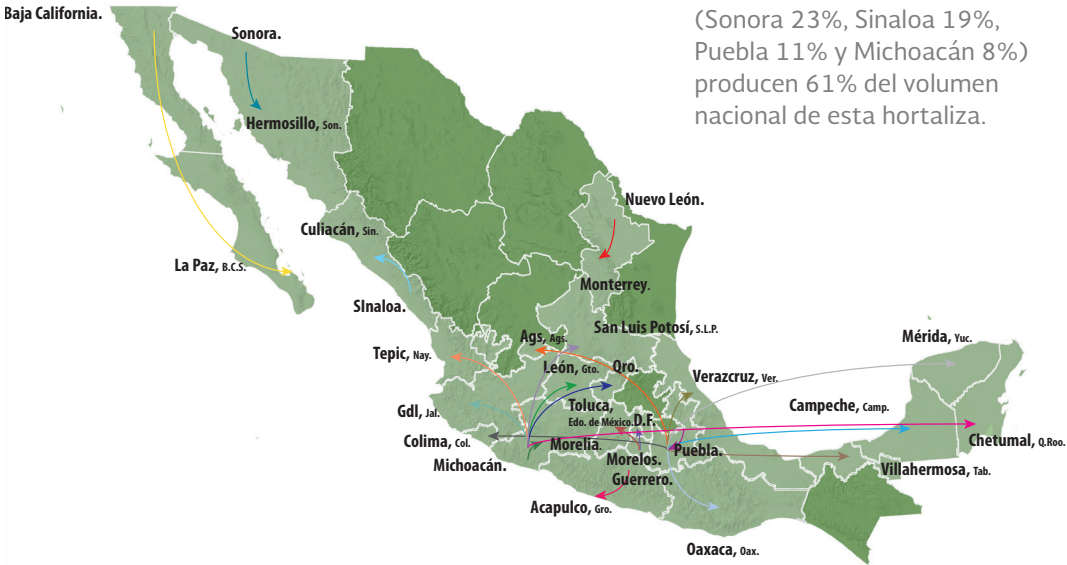 Baja California.
(Sonora 23%, Sinaloa 19%,
Puebla 11% y Michoacán 8%)
producen 61% del volumen
nacional de esta hortaliza.
Sonora.
Hermosillo, Son.
Nuevo León.
Culiacán, Sin.
La Paz, B.C.S.
Monterrey.
SInaloa.
San Luis Potosí, S.L.P.
Ags, Ags.
Mérida, Yuc.
Tepic, Nay.
León, Gto.
Qro.
Verazcruz, Ver.
Gdl, Jal.
Toluca,
Edo. de México.
D.F.
Campeche, Camp.
Colima, Col.
Morelia.
Chetumal, Q.Roo.
Michoacán.
Morelos.
Puebla.
Villahermosa, Tab.
Guerrero.
Acapulco, Gro.
Oaxaca, Oax.